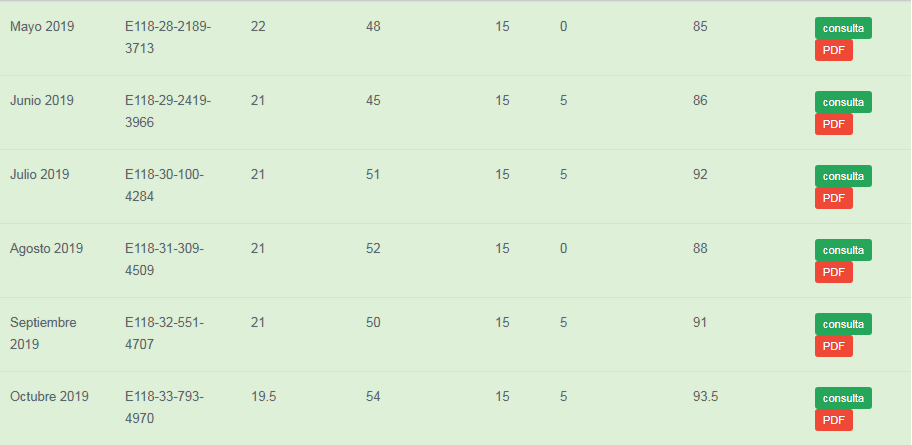 Mayo 2019 E118-28-2189- 22 48 15 0 85 consulta
3713 PDF
Junio 2019 E118-29-2419- 21 45 15 5 86 consulta
3966 PDF
Julio 2019 E118-30-100- 21 51 15 5 92 consulta
4284 PDF
Agosto 2019 E118-31-309- 21 52 15 0 88 consulta
4509 PDF
Septiembre E118-32-551- 21 50 15 5 91 consulta
2019 4707 PDF
Octubre 2019 E118-33-793- 19.5 54 15 5 93.5 consulta
4970 PDF